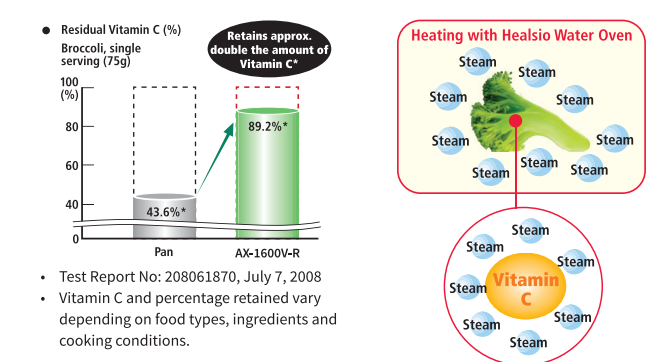 ● Residual Vitamin C (%)
Broccoli, single
serving (75g)
Retains approx.
double the amount of
Vitamin C*
100
(%)
80
60
40
0
43.6%*
89.2%*
Pan
AX-1600V-R
• Test Report No: 208061870, July 7, 2008
• Vitamin C and percentage retained vary
depending on food types, ingredients and
cooking conditions.
Heating with Healsio Water Oven
Steam
Steam
Steam
Steam
Steam
Steam
Steam
Steam
Steam
Steam
Steam
Steam
Steam
Vitamin
C
Steam
Steam
Steam